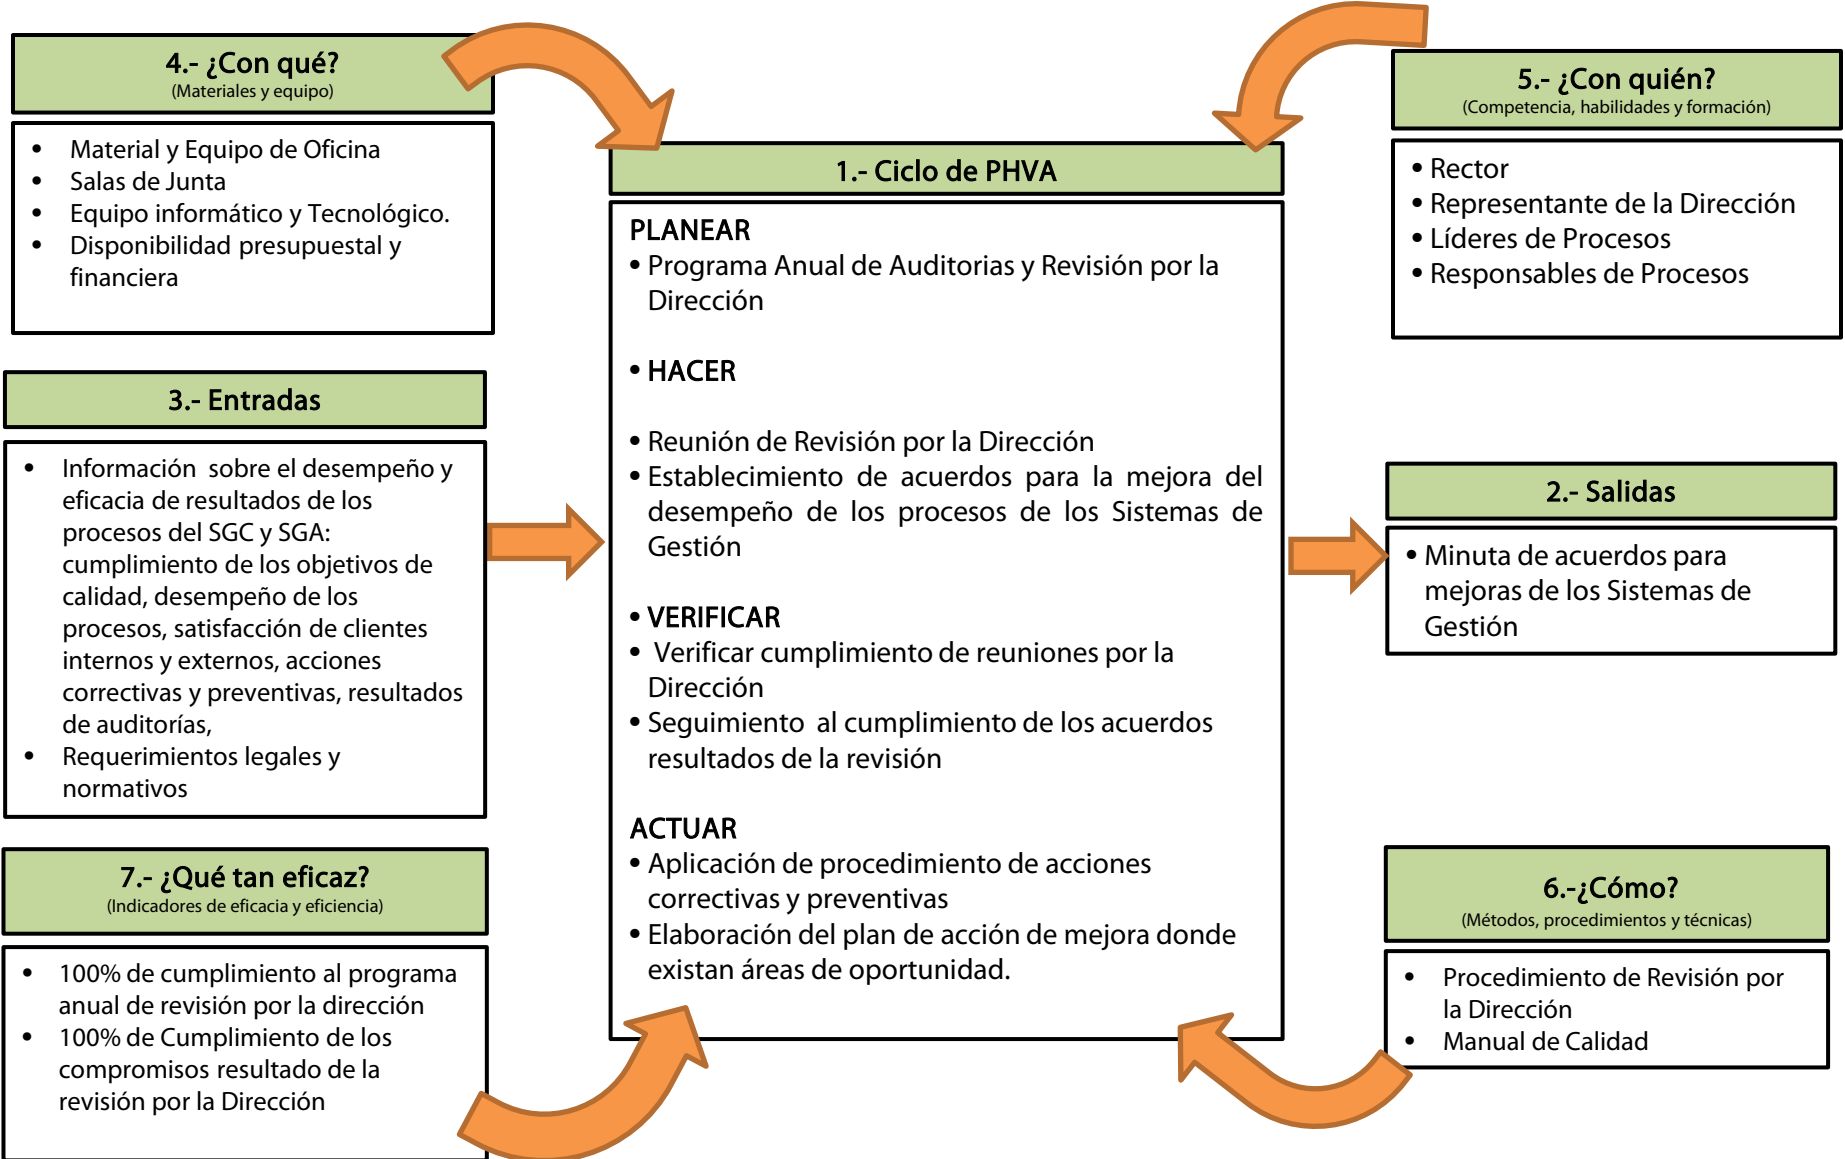 4.- ¿Con qué?
(Materiales y equipo)
• Material y Equipo de Oficina
• Salas de Junta
• Equipo informático y Tecnológico.
• Disponibilidad presupuestal y
financiera
3.- Entradas
• Información sobre el desempeño y
eficacia de resultados de los
procesos del SGC y SGA:
cumplimiento de los objetivos de
calidad, desempeño de los
procesos, satisfacción de clientes
internos y externos, acciones
correctivas y preventivas, resultados
de auditorías,
• Requerimientos legales y
normativos
7.- ¿Qué tan eficaz?
(Indicadores de eficacia y eficiencia)
• 100% de cumplimiento al programa
anual de revisión por la dirección
• 100% de Cumplimiento de los
compromisos resultado de la
revisión por la Dirección
1.- Ciclo de PHVA
PLANEAR
• Programa Anual de Auditorias y Revisión por la
Dirección
• HACER
• Reunión de Revisión por la Dirección
• Establecimiento de acuerdos para la mejora del
desempeño de los procesos de los Sistemas de
Gestión
• VERIFICAR
• Verificar cumplimiento de reuniones por la
Dirección
• Seguimiento al cumplimiento de los acuerdos
resultados de la revisión
ACTUAR
• Aplicación de procedimiento de acciones
correctivas y preventivas
• Elaboración del plan de acción de mejora donde
existan áreas de oportunidad.
5.- ¿Con quién?
(Competencia, habilidades y formación)
• Rector
• Representante de la Dirección
• Líderes de Procesos
• Responsables de Procesos
2.- Salidas
• Minuta de acuerdos para
mejoras de los Sistemas de
Gestión
6.-¿Cómo?
(Métodos, procedimientos y técnicas)
• Procedimiento de Revisión por
la Dirección
• Manual de Calidad